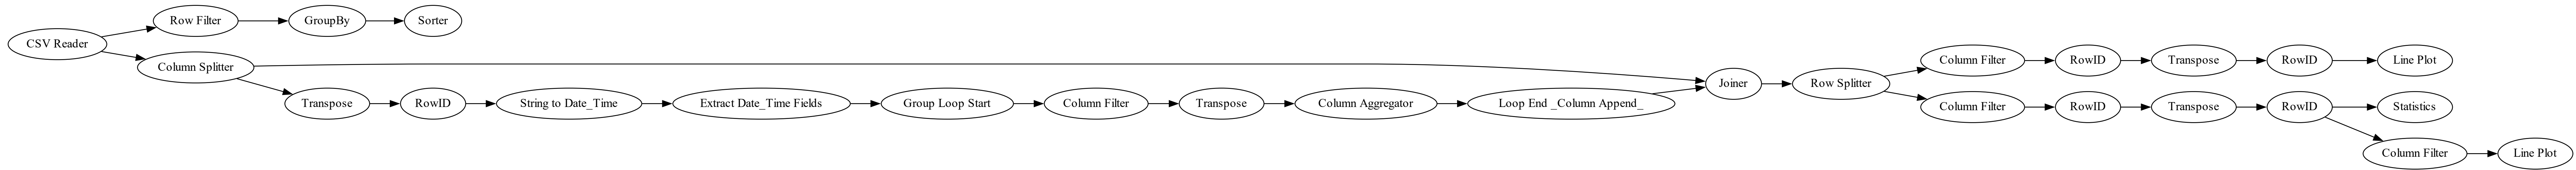 CSV Reader
Row Filter
GroupBy
Sorter
Column Splitter
Transpose
RowID
String to Date_Time
Extract Date_Time Fields
Group Loop Start
Column Filter
Transpose
Column Aggregator
Loop End _Column Append_
Joiner
Row Splitter
Column Filter
RowID
Transpose
RowID
Line Plot
Column Filter
RowID
Transpose
RowID
Statistics
Column Filter
Line Plot